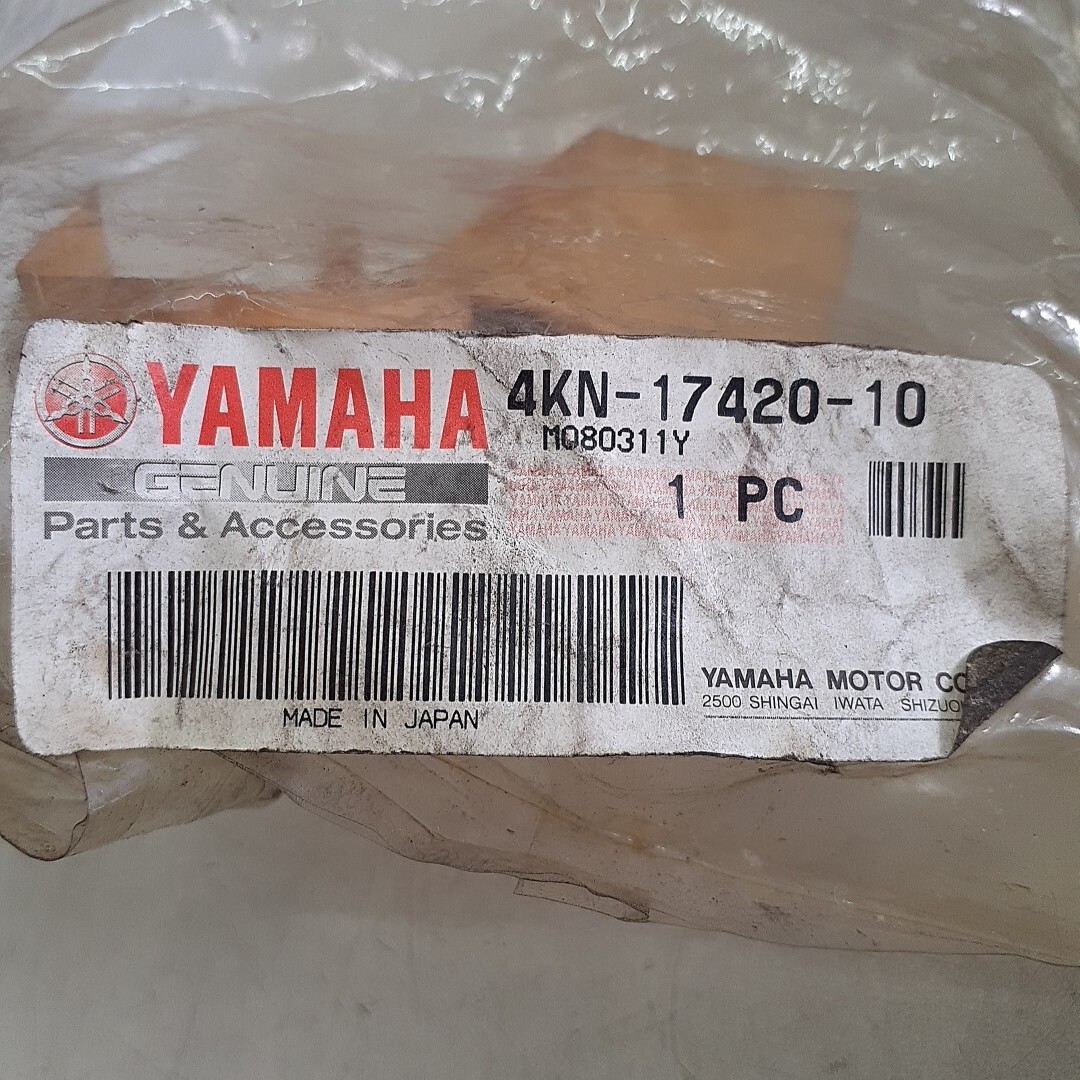 YAMAHA
4KN-17420-10
MO80311Y
GENUINE
Parts & Accessories
1 PC
MADE IN JAPAN
YAMAHA MOTOR CO
2500 SHINGAI IWATA SHIZUO